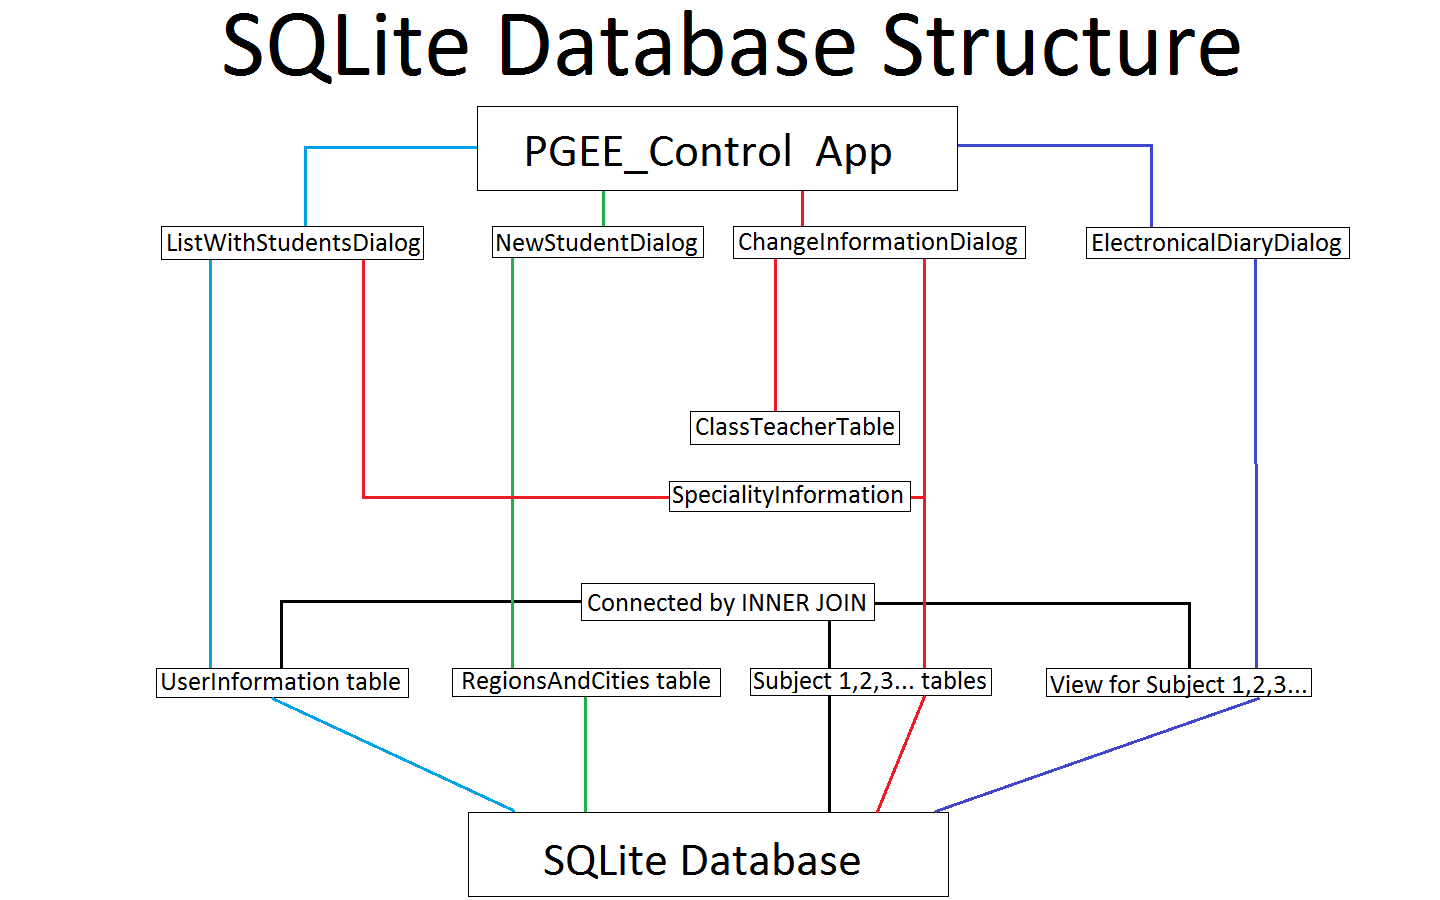 SQLite Database Structure
PGEE_Control App
ListWithStudentsDialog
NewStudentDialog
ChangeInformationDialog
ElectronicalDiaryDialog
ClassTeacherTable
SpecialityInformation
Connected by INNER JOIN
UserInformation table
RegionsAndCities table
Subject 1,2,3... tables
View for Subject 1,2,3...
SQLite Database